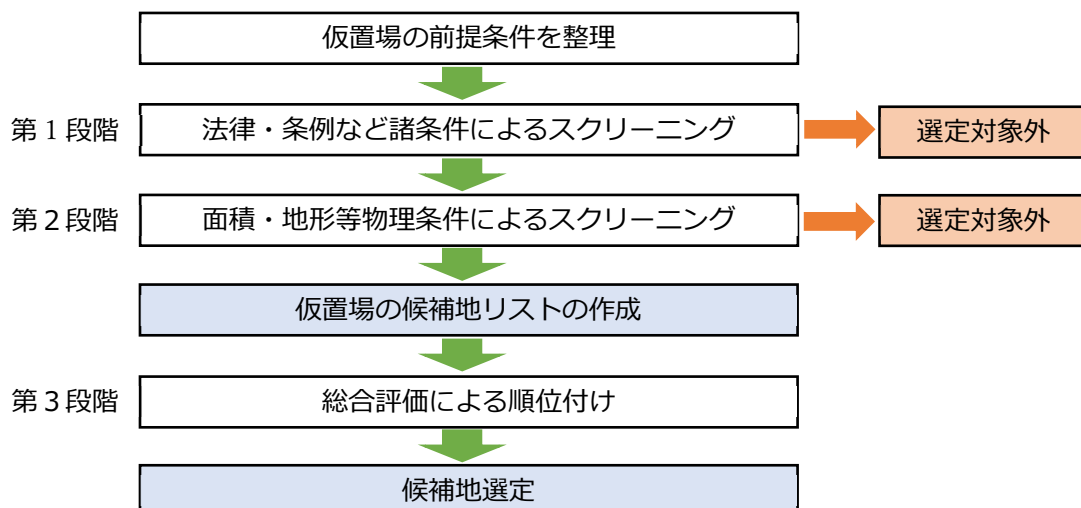 仮置場の前提条件を整理
第1段階
法律・条例など諸条件によるスクリーニング
選定対象外
第2段階
面積・地形等物理条件によるスクリーニング
選定対象外
仮置場の候補地リストの作成
第3段階
総合評価による順位付け
候補地選定